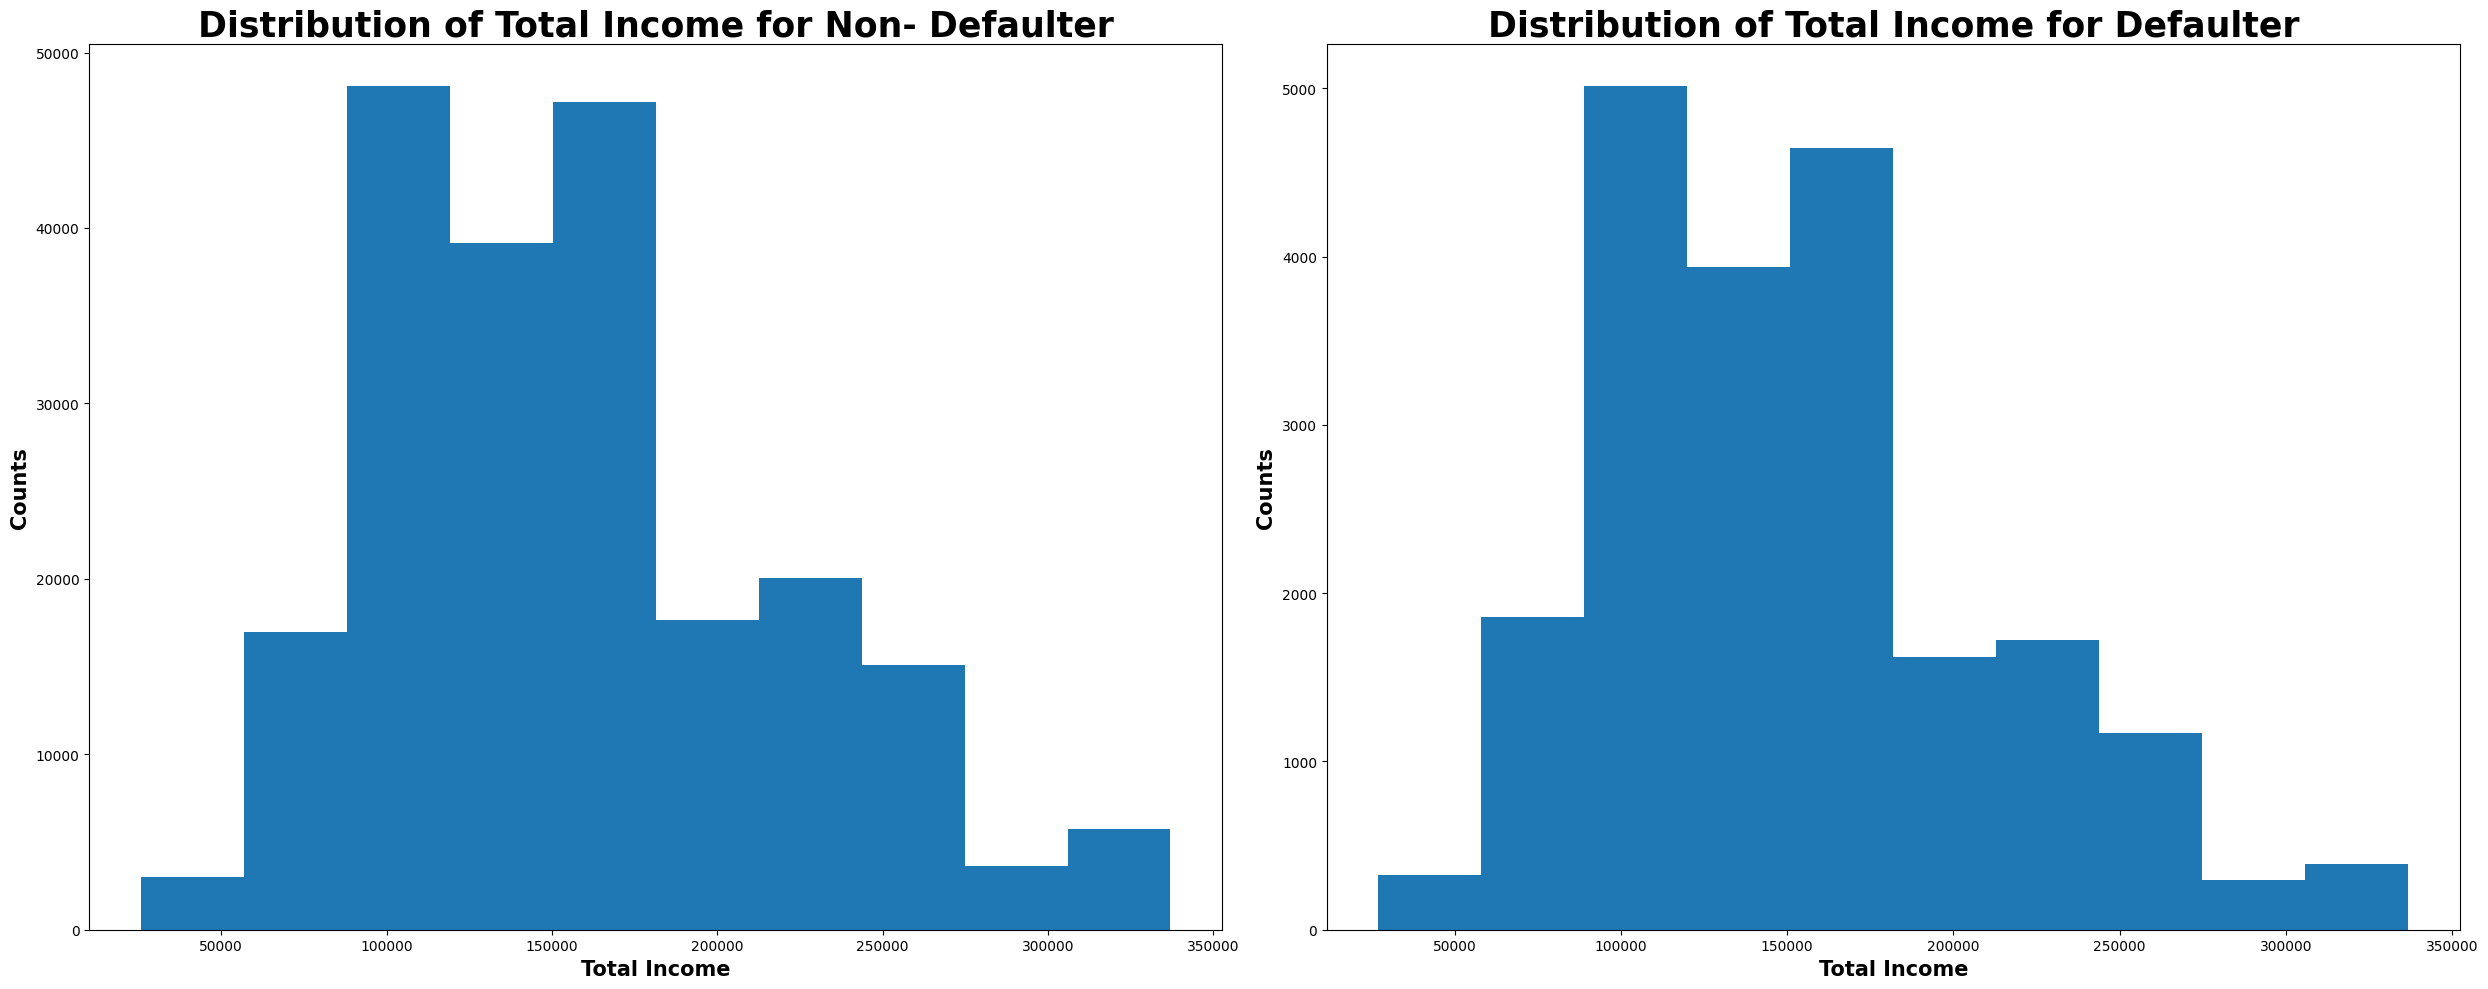 Distribution of Total Income for Non- Defaulter
50000
40000
30000
20000
10000
0
Counts
50000 100000 150000 200000 250000 300000 350000
Total Income
Distribution of Total Income for Defaulter
5000
4000
3000
2000
1000
0
Counts
50000 100000 150000 200000 250000 300000 350000
Total Income